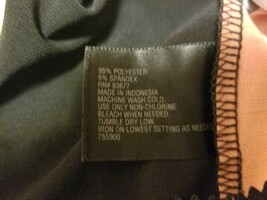 95% POLYESTER
5% SPANDEX
RN# 93677
MADE IN INDONESIA
MACHINE WASH COLD.
USE ONLY NON-CHLORINE
BLEACH WHEN NEEDED.
TUMBLE DRY LOW.
IRON ON LOWEST SETTING AS NEEDED
755900